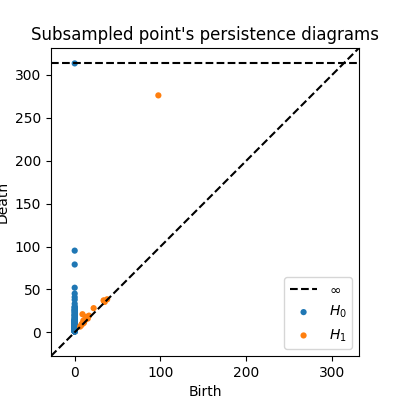 Subsampled point's persistence diagrams
300
250
200
150
100
50
0
Death
0 100 200 300
Birth
∞
H₀
H₁